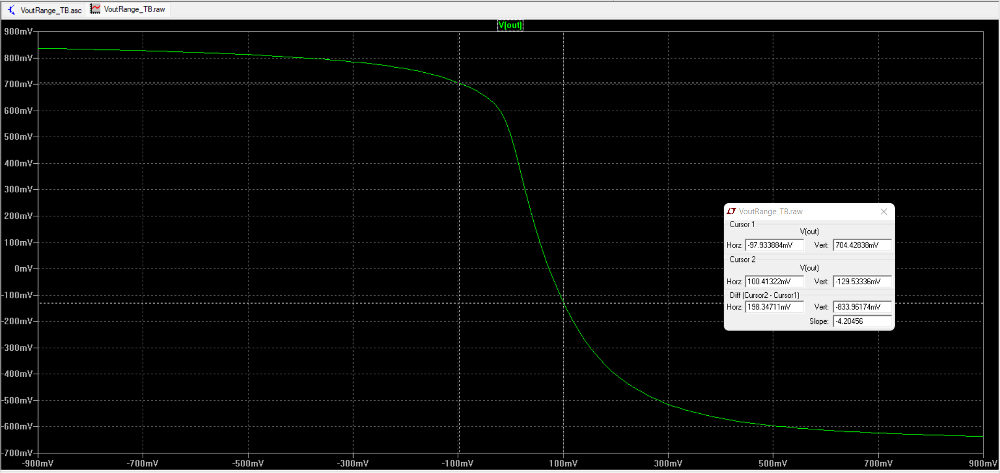 VoutRange_TB.asc VoutRange_TB.raw
V(out)
900mV
800mV
700mV
600mV
500mV
400mV
300mV
200mV
100mV
0mV
-100mV
-200mV
-300mV
-400mV
-500mV
-600mV
-700mV
-900mV -700mV -500mV -300mV -100mV 100mV 300mV 500mV 700mV 900mV
VoutRange_TB.raw
Cursor 1
V(out)
Horz: -97.933884mV Vert: 704.42838mV
Cursor 2
V(out)
Horz: 100.41322mV Vert: -129.53336mV
Diff (Cursor2 - Cursor1)
Horz: 198.34711mV Vert: -833.96174mV
Slope: -4.20456